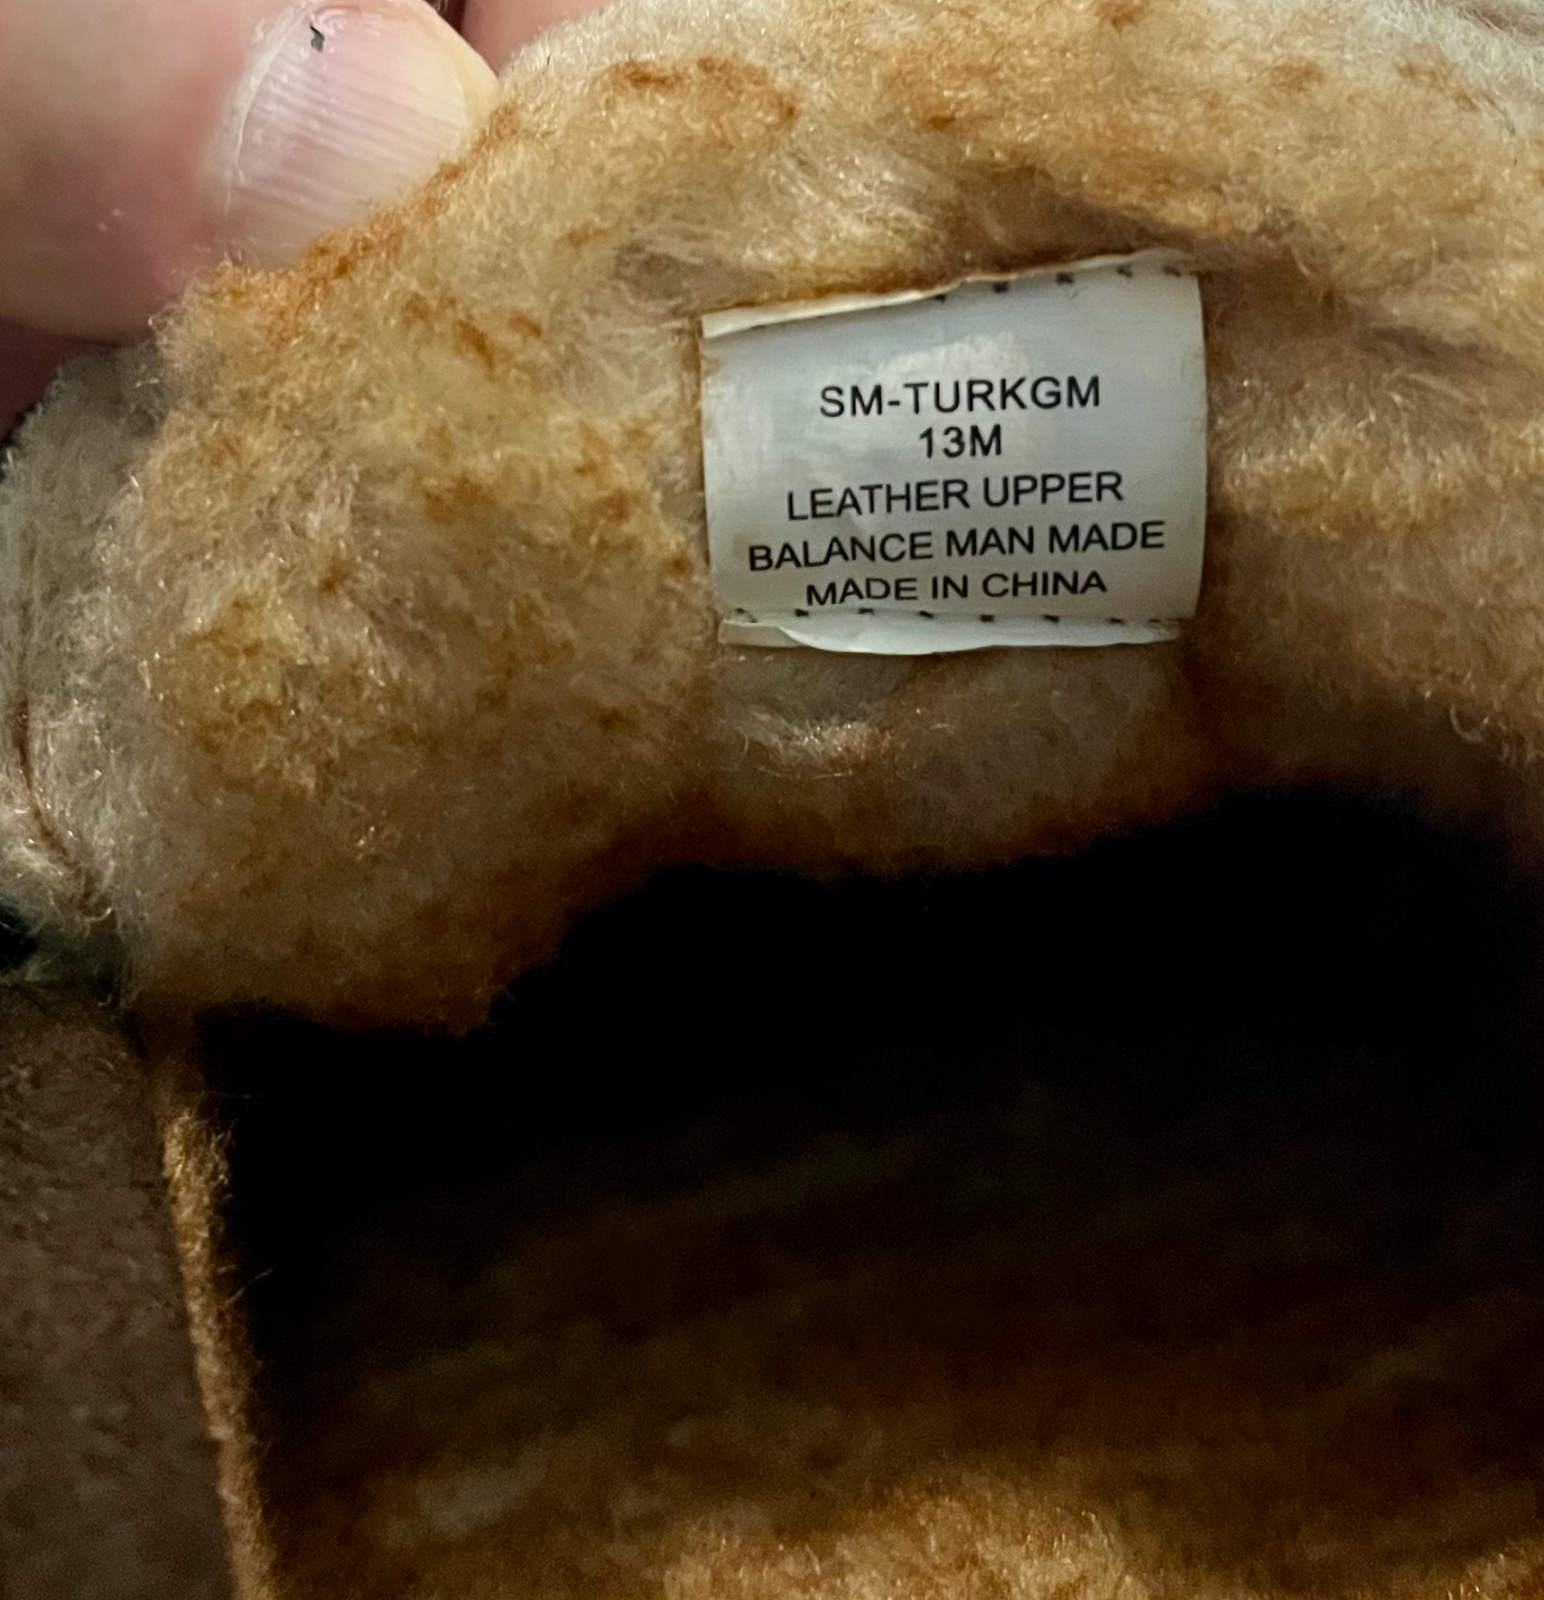 SM-TURKGM
13M
LEATHER UPPER
BALANCE MAN MADE
MADE IN CHINA